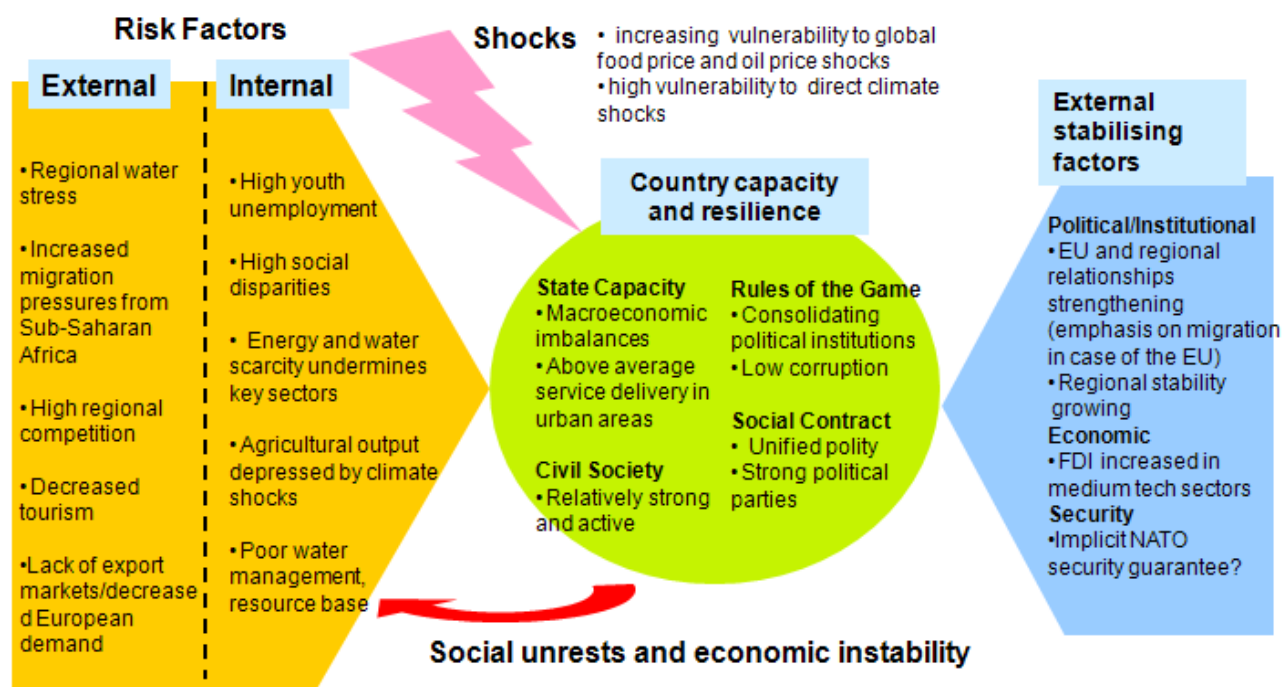 Risk Factors
External
• Regional water
stress
• Increased
migration
pressures from
Sub-Saharan
Africa
• High regional
competition
• Decreased
tourism
•Lack of export
markets/decrease
d European
demand
Internal
• High youth
unemployment
• High social
disparities
• Energy and water
scarcity undermines
key sectors
• Agricultural output
depressed by climate
shocks
• Poor water
management,
resource base
Shocks
• increasing vulnerability to global
food price and oil price shocks
•high vulnerability to direct climate
shocks
Country capacity
and resilience
State Capacity
• Macroeconomic
imbalances
• Above average
service delivery in
urban areas
Civil Society
• Relatively strong
and active
Rules of the Game
• Consolidating
political institutions
• Low corruption
Social Contract
• Unified polity
• Strong political
parties
External
stabilising
factors
Political/Institutional
• EU and regional
relationships
strengthening
(emphasis on migration
in case of the EU)
• Regional stability
growing
Economic
• FDI increased in
medium tech sectors
Security
•Implicit NATO
security guarantee?
Social unrests and economic instability